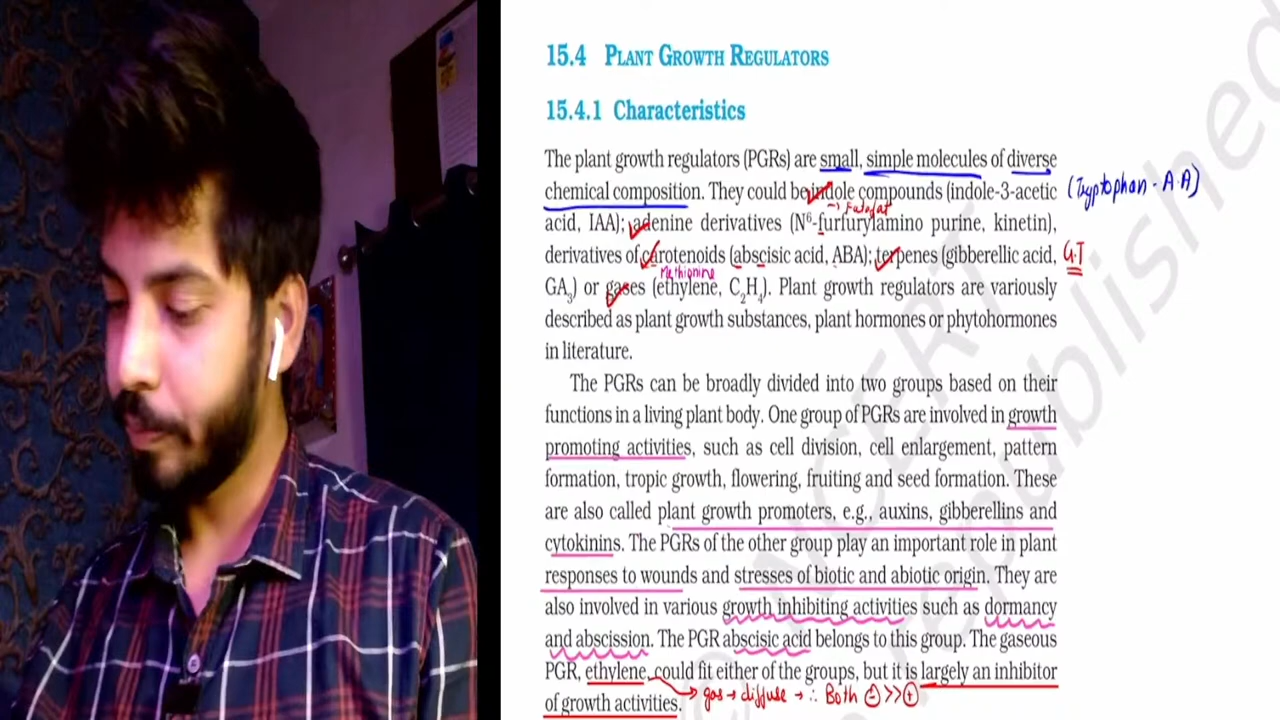 15.4 PLANT GROWTH REGULATORS
15.4.1 Characteristics
The plant growth regulators (PGRs) are small, simple molecules of diverse
chemical composition. They could be indole compounds (indole-3-acetic (Tryptophan - A.A)
→ Furfural
acid, IAA); adenine derivatives (N⁶-furfurylamino purine, kinetin),
derivatives of carotenoids (abscisic acid, ABA); terpenes (gibberellic acid, G.T
Methionine
GA₃) or gases (ethylene, C₂H₄). Plant growth regulators are variously
described as plant growth substances, plant hormones or phytohormones
in literature.
The PGRs can be broadly divided into two groups based on their
functions in a living plant body. One group of PGRs are involved in growth
promoting activities, such as cell division, cell enlargement, pattern
formation, tropic growth, flowering, fruiting and seed formation. These
are also called plant growth promoters, e.g., auxins, gibberellins and
cytokinins. The PGRs of the other group play an important role in plant
responses to wounds and stresses of biotic and abiotic origin. They are
also involved in various growth inhibiting activities such as dormancy
and abscission. The PGR abscisic acid belongs to this group. The gaseous
PGR, ethylene, could fit either of the groups, but it is largely an inhibitor
of growth activities. → gas → diffuse → ∴ Both ⊖ >> ⊕
© NCERT
republished